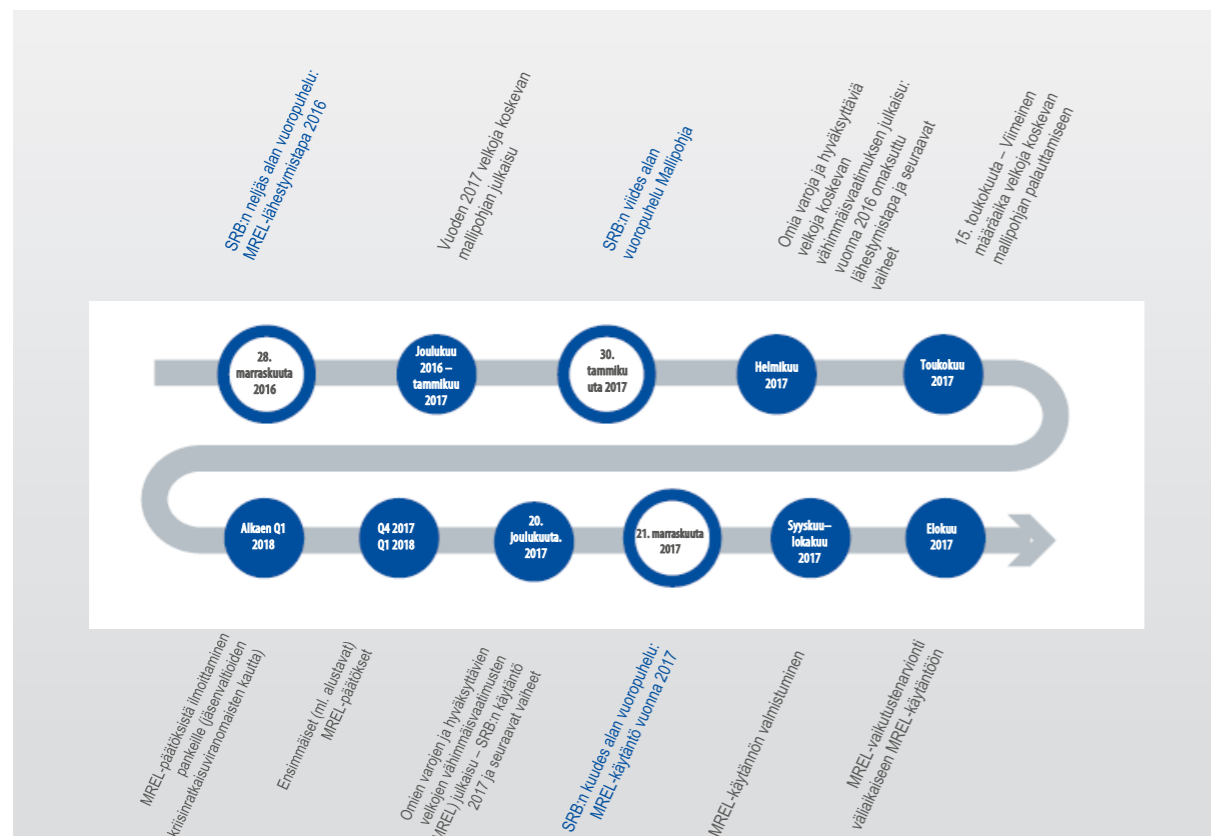 SRB:n neljäs alan vuoropuhelu:
MREL-lähestymistapa 2016
Vuoden 2017 velkoja koskevan
mallipohjan julkaisu
SRB:n viides alan
vuoropuhelu Mallipohja
Omia varoja ja hyväksyttäviä
velkoja koskevan
vähimmäisvaatimuksen julkaisu:
vuonna 2016 omaksuttu
lähestymistapa ja seuraavat
vaiheet
15. toukokuuta – Viimeinen
määräaika velkoja koskevan
mallipohjan palauttamiseen
28.
marraskuuta
2016
Joulukuu
2016 –
tammikuu
2017
30.
tammiku
uta 2017
Helmikuu
2017
Toukokuu
2017
Alkaen Q1
2018
Q4 2017
Q1 2018
20.
joulukuuta.
2017
21. marraskuuta
2017
Syyskuu–
lokakuu
2017
Elokuu
2017
MREL-päätöksistä ilmoittaminen
pankeille (jäsenvaltioiden
kriisinratkaisuviranomaisten kautta)
Ensimmäiset (ml. alustavat)
MREL-päätökset
Omien varojen ja hyväksyttävien
velkojen vähimmäisvaatimusten
MREL) julkaisu – SRB:n käytäntö
2017 ja seuraavat vaiheet
SRB:n kuudes alan vuoropuhelu:
MREL-käytäntö vuonna 2017
MREL-käytännön valmistuminen
MREL-vaikutustenarviointi
väliaikaiseen MREL-käytäntöön